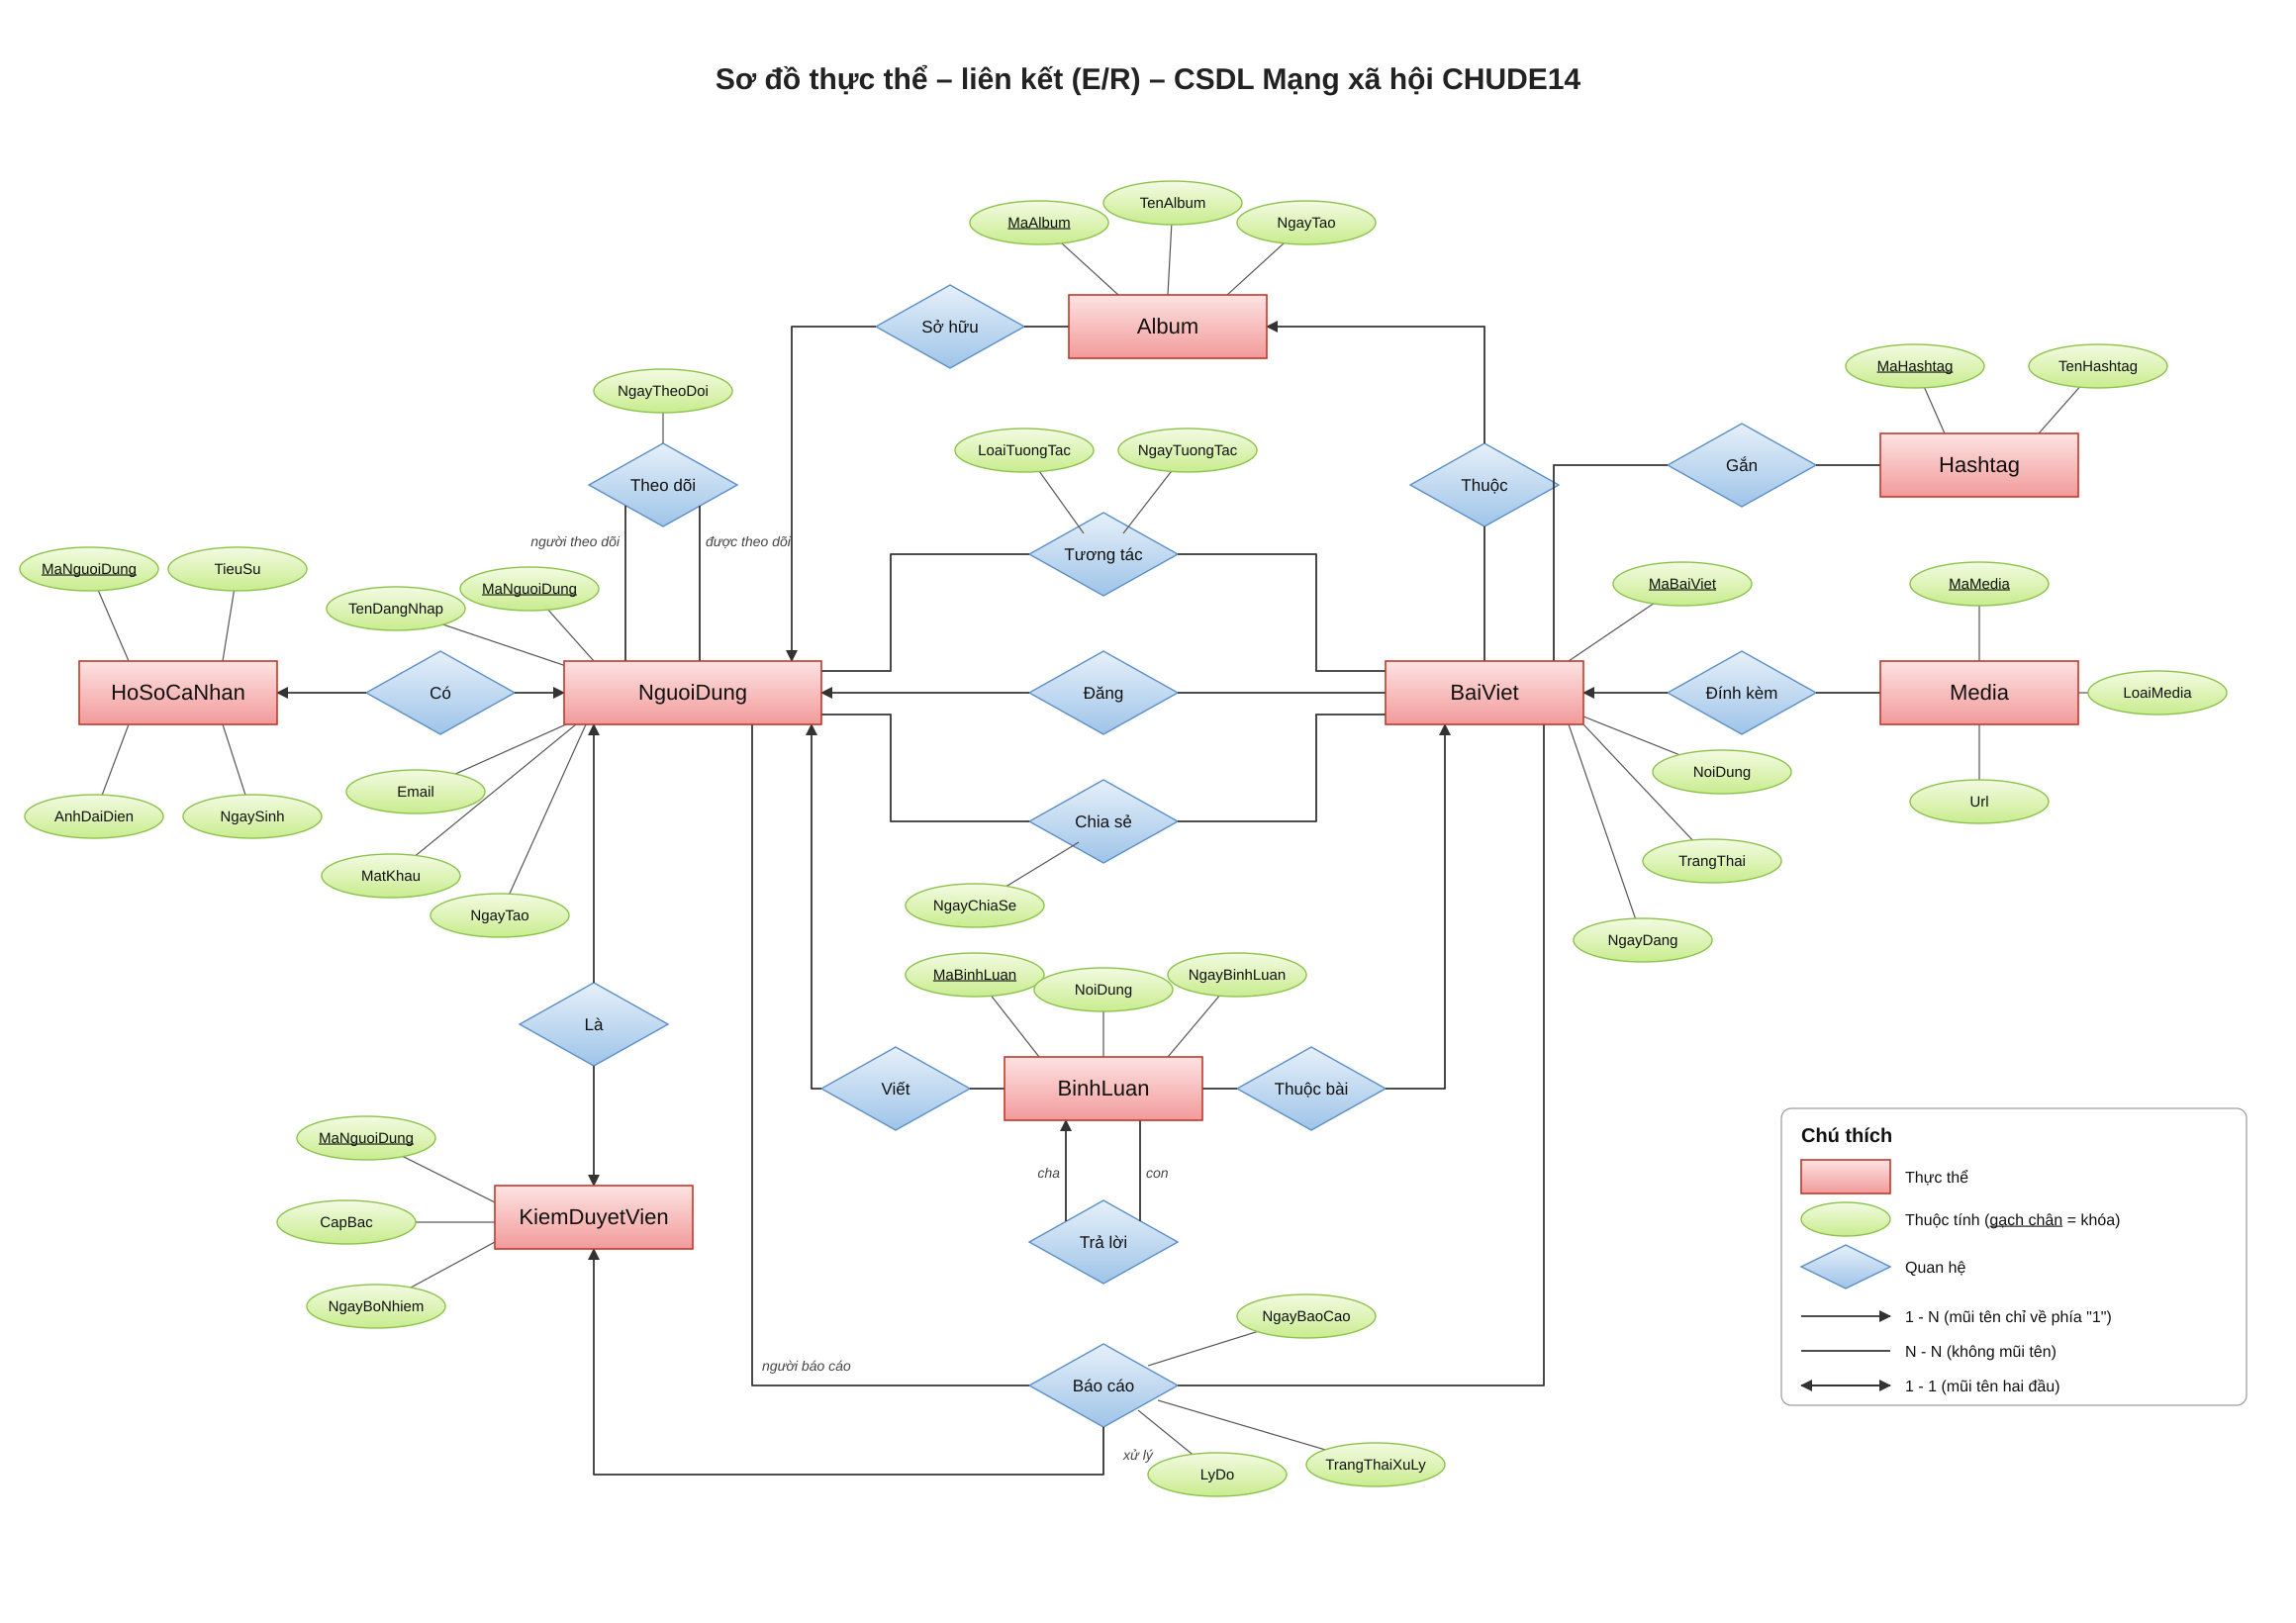 Sơ đồ thực thể – liên kết (E/R) – CSDL Mạng xã hội CHUDE14
TenAlbum
MaAlbum
NgayTao
Sở hữu
Album
MaHashtag
TenHashtag
NgayTheoDoi
LoaiTuongTac
NgayTuongTac
Gắn
Hashtag
Theo dõi
Thuộc
người theo dõi
được theo dõi
Tương tác
MaNguoiDung
TieuSu
TenDangNhap
MaNguoiDung
MaBaiViet
MaMedia
HoSoCaNhan
Có
NguoiDung
Đăng
BaiViet
Đính kèm
Media
LoaiMedia
NoiDung
Email
Url
AnhDaiDien
NgaySinh
Chia sẻ
TrangThai
MatKhau
NgayTao
NgayChiaSe
NgayDang
MaBinhLuan
NoiDung
NgayBinhLuan
Là
Viết
BinhLuan
Thuộc bài
MaNguoiDung
cha
con
CapBac
KiemDuyetVien
Trả lời
NgayBoNhiem
NgayBaoCao
người báo cáo
Báo cáo
xử lý
LyDo
TrangThaiXuLy
Chú thích
Thực thể
Thuộc tính (gạch chân = khóa)
Quan hệ
1 - N (mũi tên chỉ về phía "1")
N - N (không mũi tên)
1 - 1 (mũi tên hai đầu)